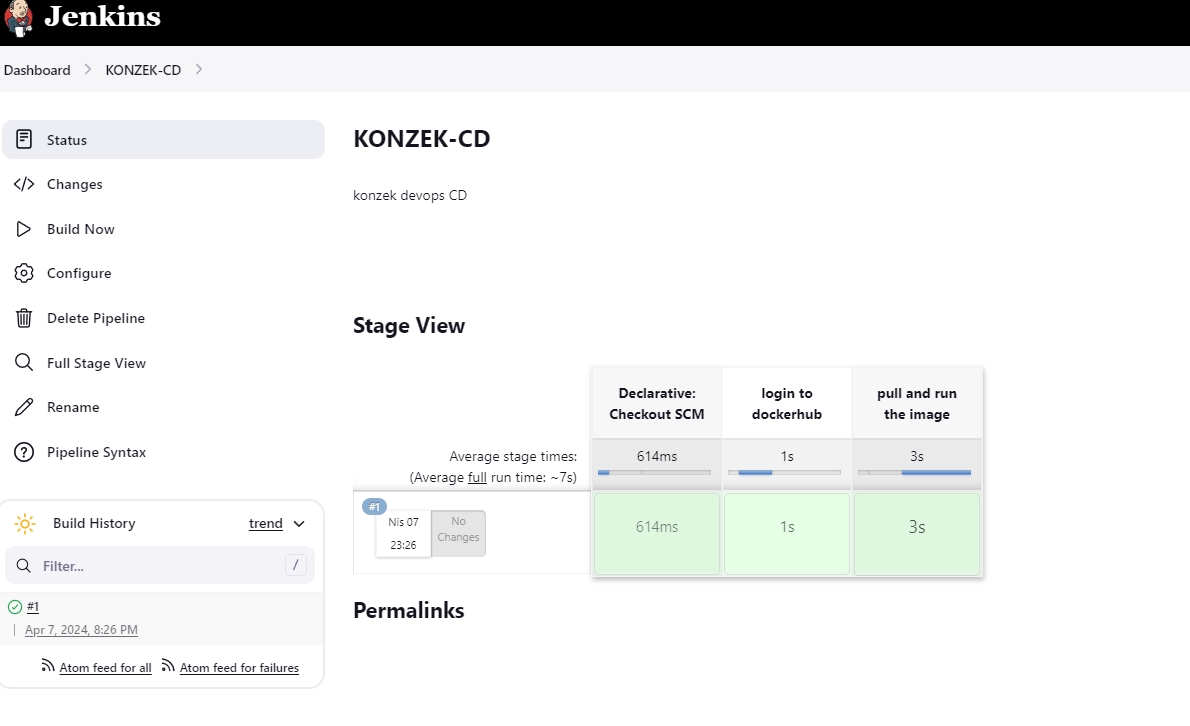 Jenkins
Dashboard
KONZEK-CD
Status
Changes
Build Now
Configure
Delete Pipeline
Full Stage View
Rename
Pipeline Syntax
Build History
trend
Filter...
/
#1
Apr 7, 2024, 8:26 PM
Atom feed for all
Atom feed for failures
KONZEK-CD
konzek devops CD
Stage View
Declarative:
Checkout SCM
login to
dockerhub
pull and run
the image
Average stage times:
(Average full run time: ~7s)
614ms
1s
3s
#1
Nis 07
23:26
No
Changes
614ms
1s
3s
Permalinks